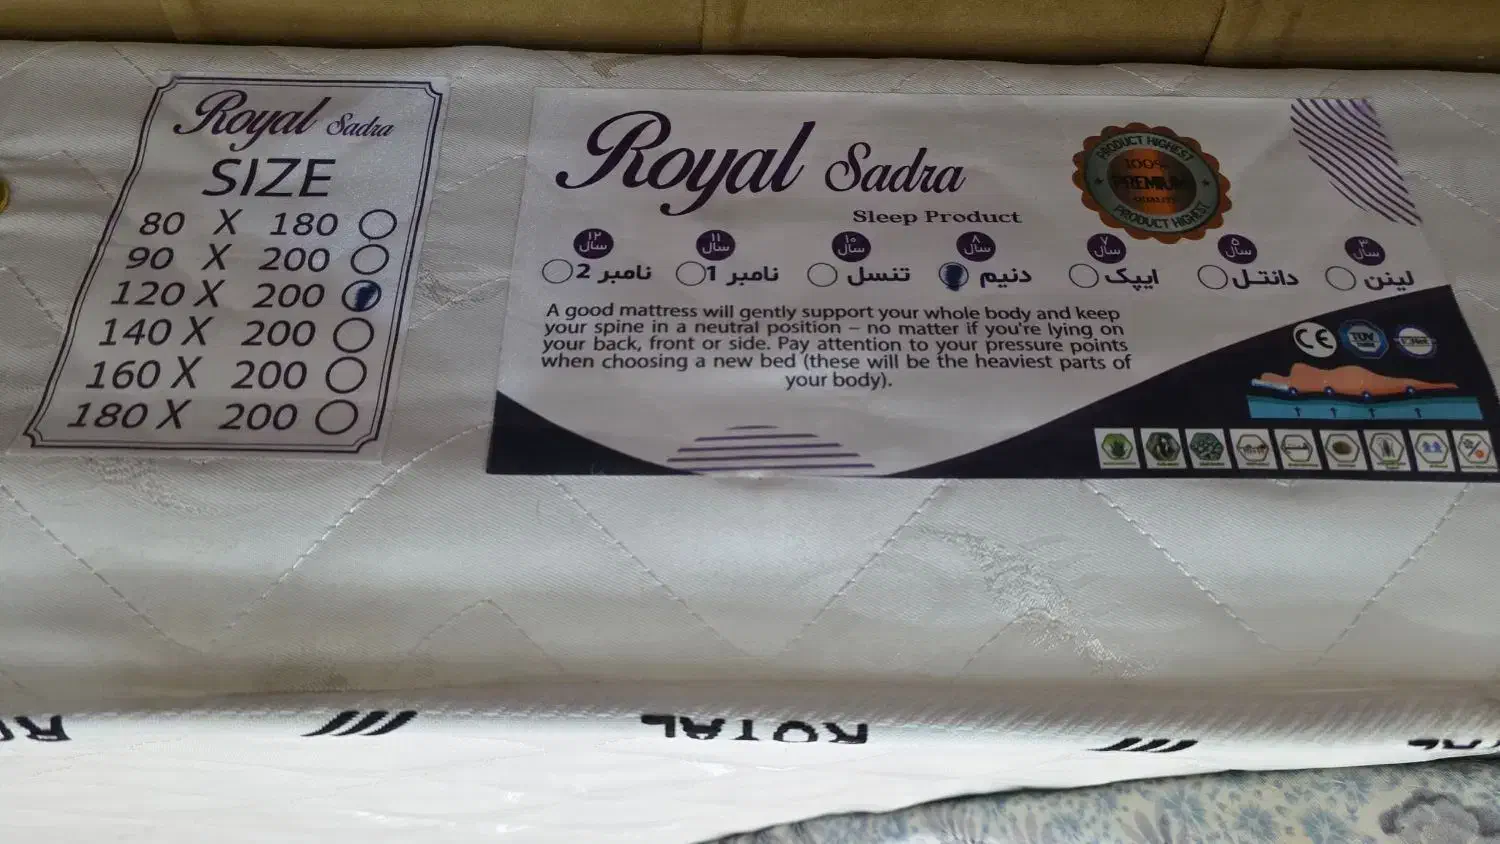 Royal Sadra
SIZE
80 X 180
90 X 200
120 X 200
140 X 200
160 X 200
180 X 200
Royal Sadra
Sleep Product
PRODUCT HIGHEST
100%
PREMIUM
QUALITY
PRODUCT HIGHEST
۳ سال
۵ سال
۷ سال
۸ سال
۱۰ سال
۱۱ سال
۱۲ سال
لینن
دانتل
ایپک
دنیم
تنسل
نامبر 1
نامبر 2
A good mattress will gently support your whole body and keep
your spine in a neutral position – no matter if you're lying on
your back, front or side. Pay attention to your pressure points
when choosing a new bed (these will be the heaviest parts of
your body).
CE
TUV
ROYAL